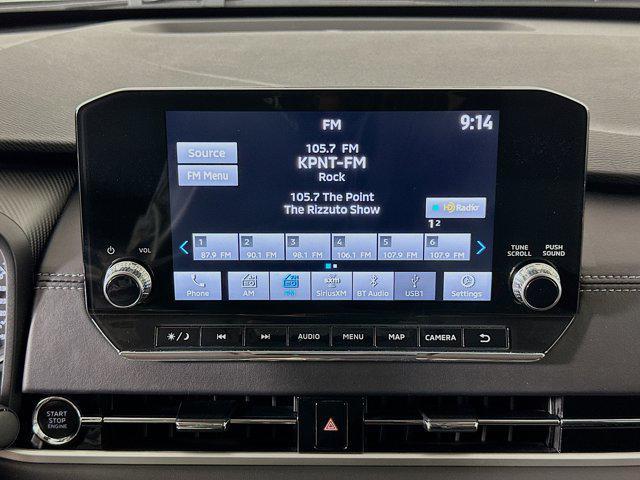 FM
9:14
105.7 FM
KPNT-FM
Rock
Source
FM Menu
105.7 The Point
The Rizzuto Show
HD Radio
1 2
1 2 3 4 5 6
87.9 FM 90.1 FM 98.1 FM 106.1 FM 107.9 FM 107.9 FM
Phone AM SiriusXM BT Audio USB1 Settings
VOL
TUNE SCROLL
PUSH SOUND
AUDIO MENU MAP CAMERA
START
STOP
ENGINE